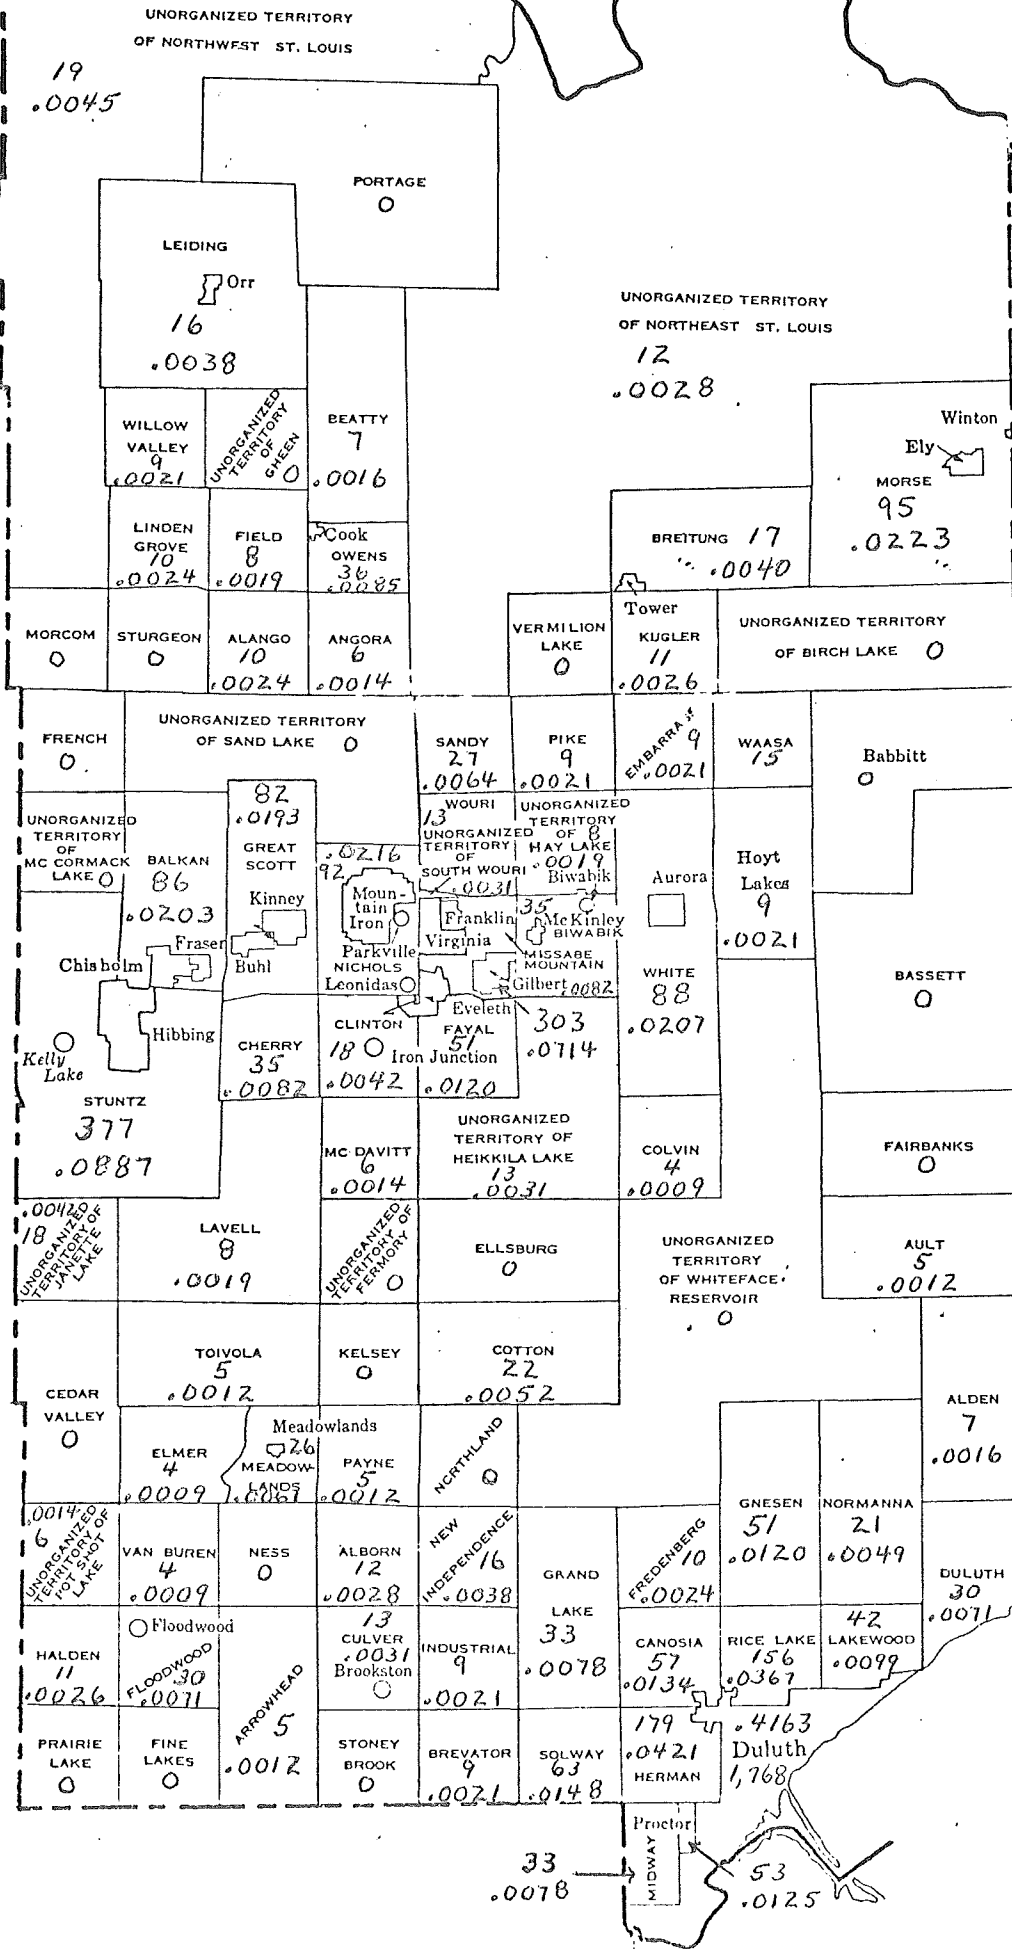 UNORGANIZED TERRITORY
OF NORTHWEST ST. LOUIS
19
.0045
PORTAGE
0
LEIDING
Orr
16
.0038
UNORGANIZED TERRITORY
OF NORTHEAST ST. LOUIS
12
.0028
WILLOW
VALLEY
9
.0021
UNORGANIZED
TERRITORY
OF
GHEEN
0
BEATTY
7
.0016
Winton
Ely
MORSE
95
.0223
LINDEN
GROVE
10
.0024
FIELD
8
.0019
Cook
OWENS
36
.0085
BREITUNG 17
.0040
Tower
MORCOM
0
STURGEON
0
ALANGO
10
.0024
ANGORA
6
.0014
VERMILION
LAKE
0
KUGLER
11
.0026
UNORGANIZED TERRITORY
OF BIRCH LAKE 0
FRENCH
0
UNORGANIZED TERRITORY
OF SAND LAKE 0
SANDY
27
.0064
PIKE
9
.0021
EMBARRAS
9
.0021
WAASA
15
Babbitt
0
UNORGANIZED
TERRITORY
OF
MC CORMACK
LAKE 0
BALKAN
86
.0203
82
.0193
GREAT
SCOTT
Kinney
Fraser
Buhl
Chisholm
.0216
92
Moun-
tain
Iron
Parkville
NICHOLS
Leonidas
WOURI
13
UNORGANIZED
TERRITORY
OF
SOUTH WOURI
.0031
UNORGANIZED
TERRITORY
OF 8
HAY LAKE
.0019
Biwabik
35
McKinley
BIWABIK
Franklin
Virginia
MISSABE
MOUNTAIN
Gilbert .0082
Eveleth
Aurora
WHITE
88
.0207
Hoyt
Lakes
9
.0021
BASSETT
0
Hibbing
Kelly
Lake
STUNTZ
377
.0887
CHERRY
35
.0082
CLINTON
18
.0042
Iron Junction
FAYAL
51
.0120
303
.0714
MC DAVITT
6
.0014
UNORGANIZED
TERRITORY OF
HEIKKILA LAKE
13
.0031
COLVIN
4
.0009
FAIRBANKS
0
.0042
18
UNORGANIZED
TERRITORY OF
JANETTE
LAKE
LAVELL
8
.0019
UNORGANIZED
TERRITORY OF
FERMORY
0
ELLSBURG
0
UNORGANIZED
TERRITORY
OF WHITEFACE
RESERVOIR
0
AULT
5
.0012
CEDAR
VALLEY
0
TOIVOLA
5
.0012
KELSEY
0
COTTON
22
.0052
ALDEN
7
.0016
ELMER
4
.0009
Meadowlands
26
MEADOW-
LANDS
.0061
PAYNE
5
.0012
NORTHLAND
0
GNESEN
51
.0120
NORMANNA
21
.0049
.0014
6
UNORGANIZED
TERRITORY OF
POT SHOT
LAKE
VAN BUREN
4
.0009
NESS
0
ALBORN
12
.0028
NEW
INDEPENDENCE
16
.0038
GRAND
LAKE
33
.0078
FREDENBERG
10
.0024
DULUTH
30
.0071
HALDEN
11
.0026
Floodwood
FLOODWOOD
30
.0071
ARROWHEAD
5
.0012
13
CULVER
.0031
Brookston
INDUSTRIAL
9
.0021
CANOSIA
57
.0134
RICE LAKE
156
.0367
42
LAKEWOOD
.0099
PRAIRIE
LAKE
0
FINE
LAKES
0
STONEY
BROOK
0
BREVATOR
9
.0021
SOLWAY
63
.0148
179
.0421
HERMAN
.4163
Duluth
1,768
Proctor
MIDWAY
33
.0078
53
.0125